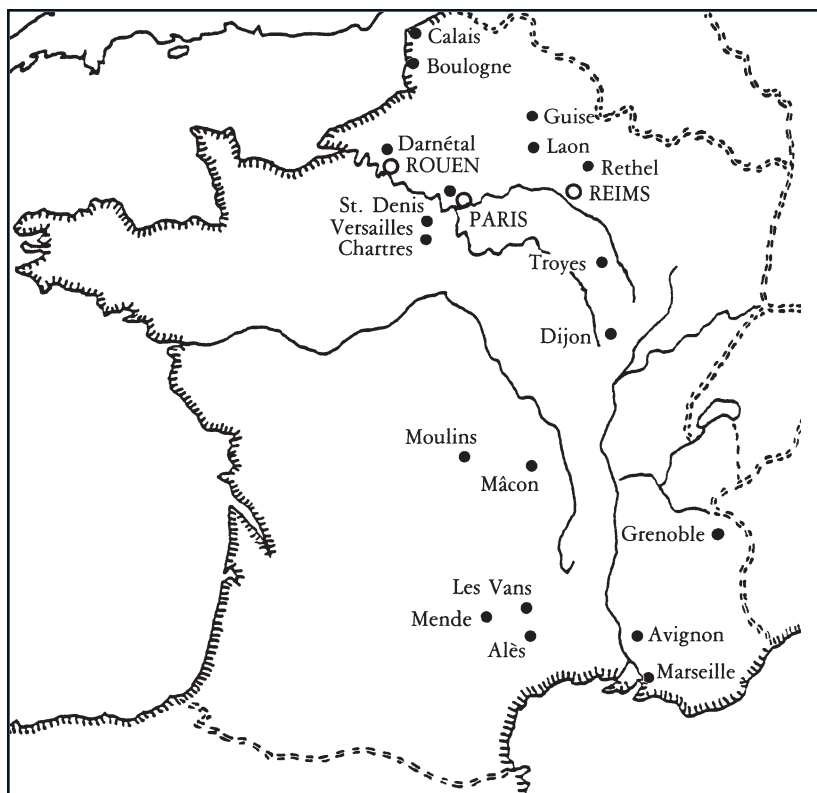 Calais
Boulogne
Guise
Darnétal
Laon
ROUEN
Rethel
REIMS
St. Denis
PARIS
Versailles
Chartres
Troyes
Dijon
Moulins
Mâcon
Grenoble
Les Vans
Mende
Avignon
Alès
Marseille